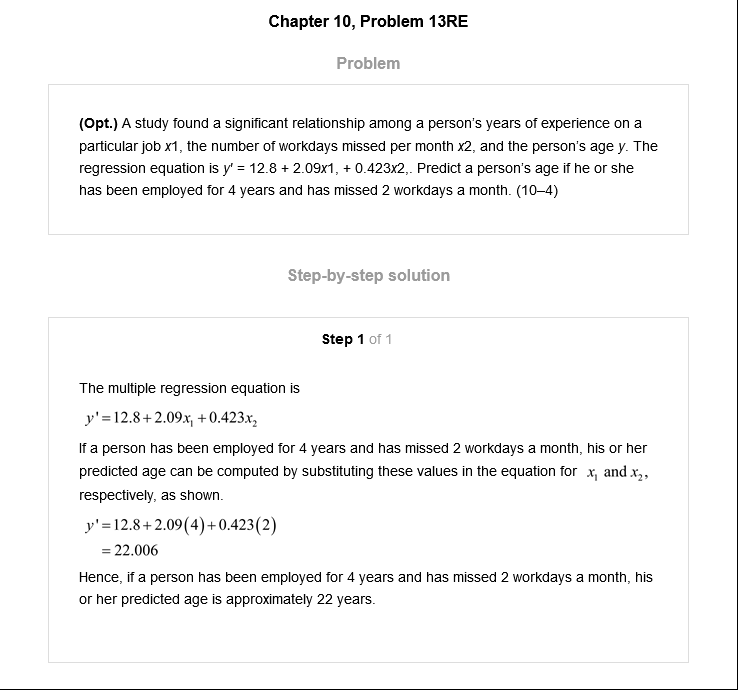 Chapter 10, Problem 13RE
Problem
(Opt.) A study found a significant relationship among a person's years of experience on a
particular job x1, the number of workdays missed per month x2, and the person's age y. The
regression equation is y′ = 12.8 + 2.09x1, + 0.423x2,. Predict a person's age if he or she
has been employed for 4 years and has missed 2 workdays a month. (10–4)
Step-by-step solution
Step 1 of 1
The multiple regression equation is
y' = 12.8 + 2.09x₁ + 0.423x₂
If a person has been employed for 4 years and has missed 2 workdays a month, his or her
predicted age can be computed by substituting these values in the equation for x₁ and x₂,
respectively, as shown.
y' = 12.8 + 2.09(4) + 0.423(2)
= 22.006
Hence, if a person has been employed for 4 years and has missed 2 workdays a month, his
or her predicted age is approximately 22 years.